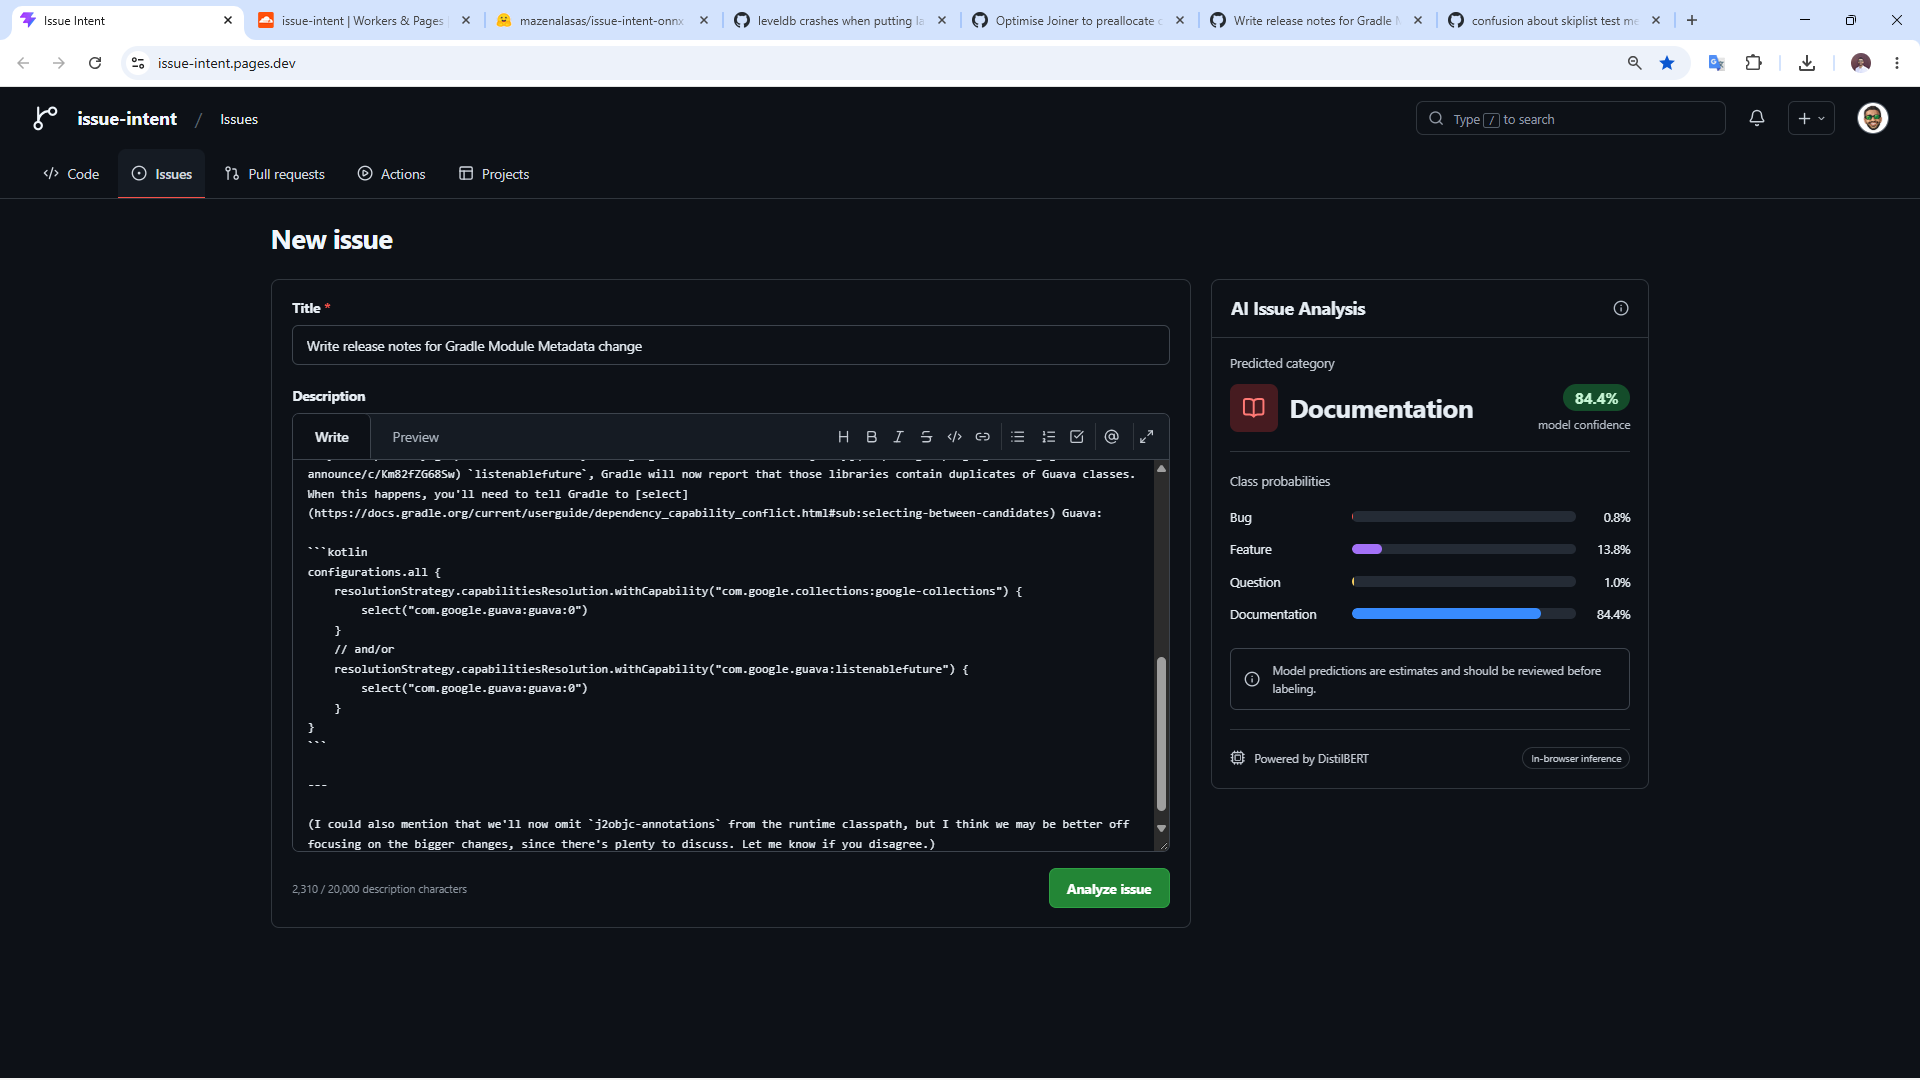 Issue Intent
issue-intent | Workers & Pages
mazenalasas/issue-intent-onnx
leveldb crashes when putting la
Optimise Joiner to preallocate c
Write release notes for Gradle M
confusion about skiplist test me
issue-intent.pages.dev
issue-intent / Issues
Type / to search
Code
Issues
Pull requests
Actions
Projects
New issue
Title *
Write release notes for Gradle Module Metadata change
Description
Write
Preview
announce/c/Km82fZG68Sw) `listenablefuture`, Gradle will now report that those libraries contain duplicates of Guava classes.
When this happens, you'll need to tell Gradle to [select]
(https://docs.gradle.org/current/userguide/dependency_capability_conflict.html#sub:selecting-between-candidates) Guava:
```kotlin
configurations.all {
    resolutionStrategy.capabilitiesResolution.withCapability("com.google.collections:google-collections") {
        select("com.google.guava:guava:0")
    }
    // and/or
    resolutionStrategy.capabilitiesResolution.withCapability("com.google.guava:listenablefuture") {
        select("com.google.guava:guava:0")
    }
}
```
---
(I could also mention that we'll now omit `j2objc-annotations` from the runtime classpath, but I think we may be better off
focusing on the bigger changes, since there's plenty to discuss. Let me know if you disagree.)
2,310 / 20,000 description characters
Analyze issue
AI Issue Analysis
Predicted category
Documentation
84.4%
model confidence
Class probabilities
Bug 0.8%
Feature 13.8%
Question 1.0%
Documentation 84.4%
Model predictions are estimates and should be reviewed before
labeling.
Powered by DistilBERT
In-browser inference